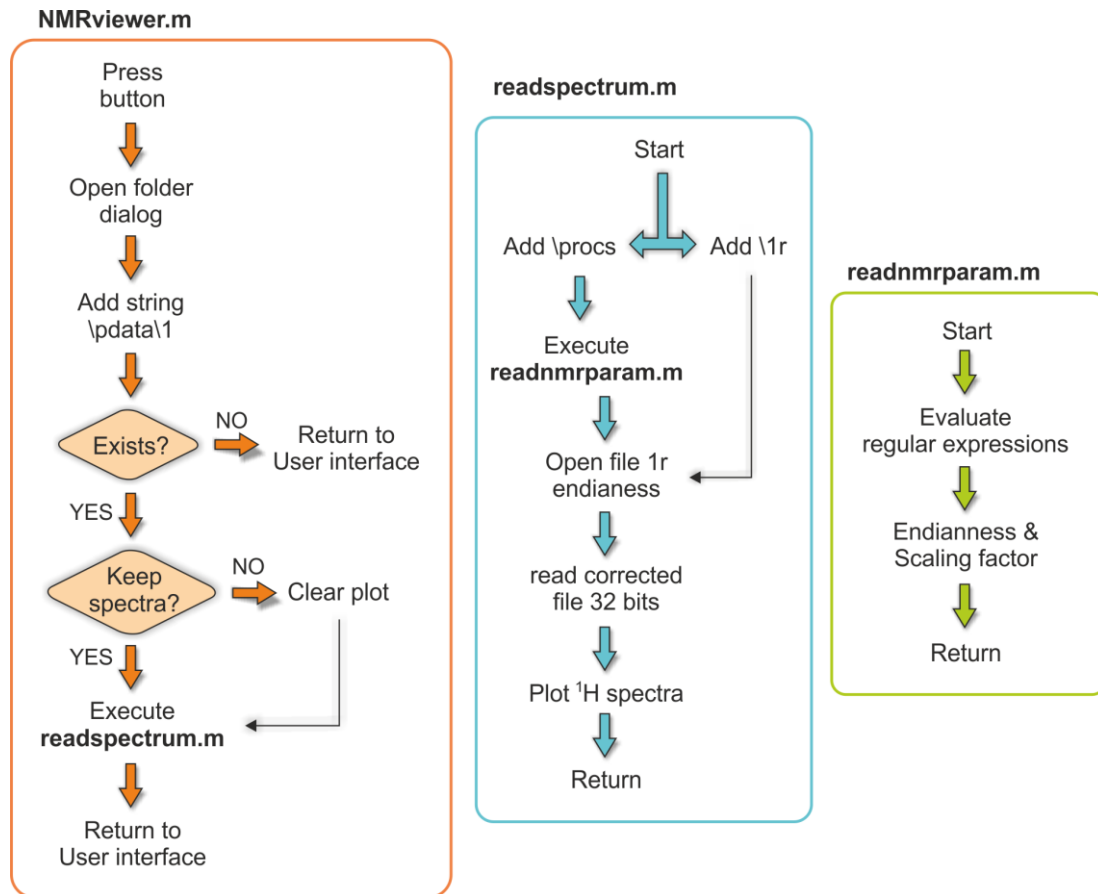 NMRviewer.m
Press
button
Open folder
dialog
Add string
\pdata\1
Exists?
NO
Return to
User interface
YES
Keep
spectra?
NO
Clear plot
YES
Execute
readspectrum.m
Return to
User interface
readspectrum.m
Start
Add \procs
Add \1r
Execute
readnmrparam.m
Open file 1r
endianess
read corrected
file 32 bits
Plot ¹H spectra
Return
readnmrparam.m
Start
Evaluate
regular expressions
Endianness &
Scaling factor
Return